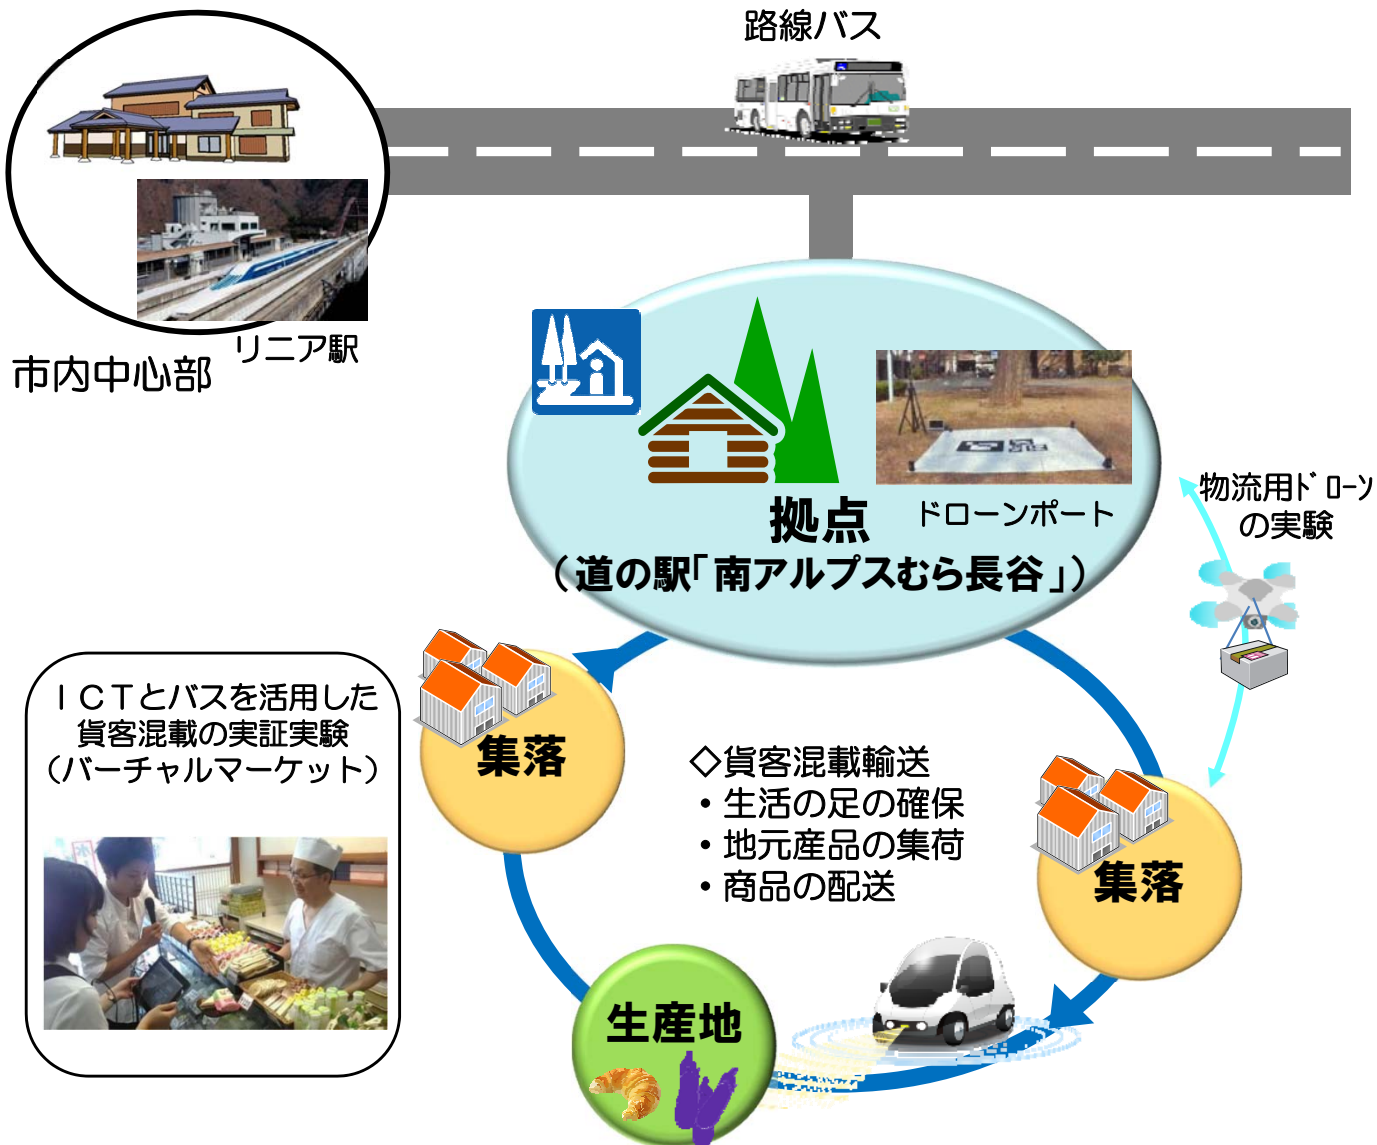 路線バス
リニア駅
市内中心部
ドローンポート
拠点
（道の駅「南アルプスむら長谷」）
物流用ドローン
の実験
集落
ＩＣＴとバスを活用した
貨客混載の実証実験
（バーチャルマーケット）
◇貨客混載輸送
・生活の足の確保
・地元産品の集荷
・商品の配送
集落
生産地